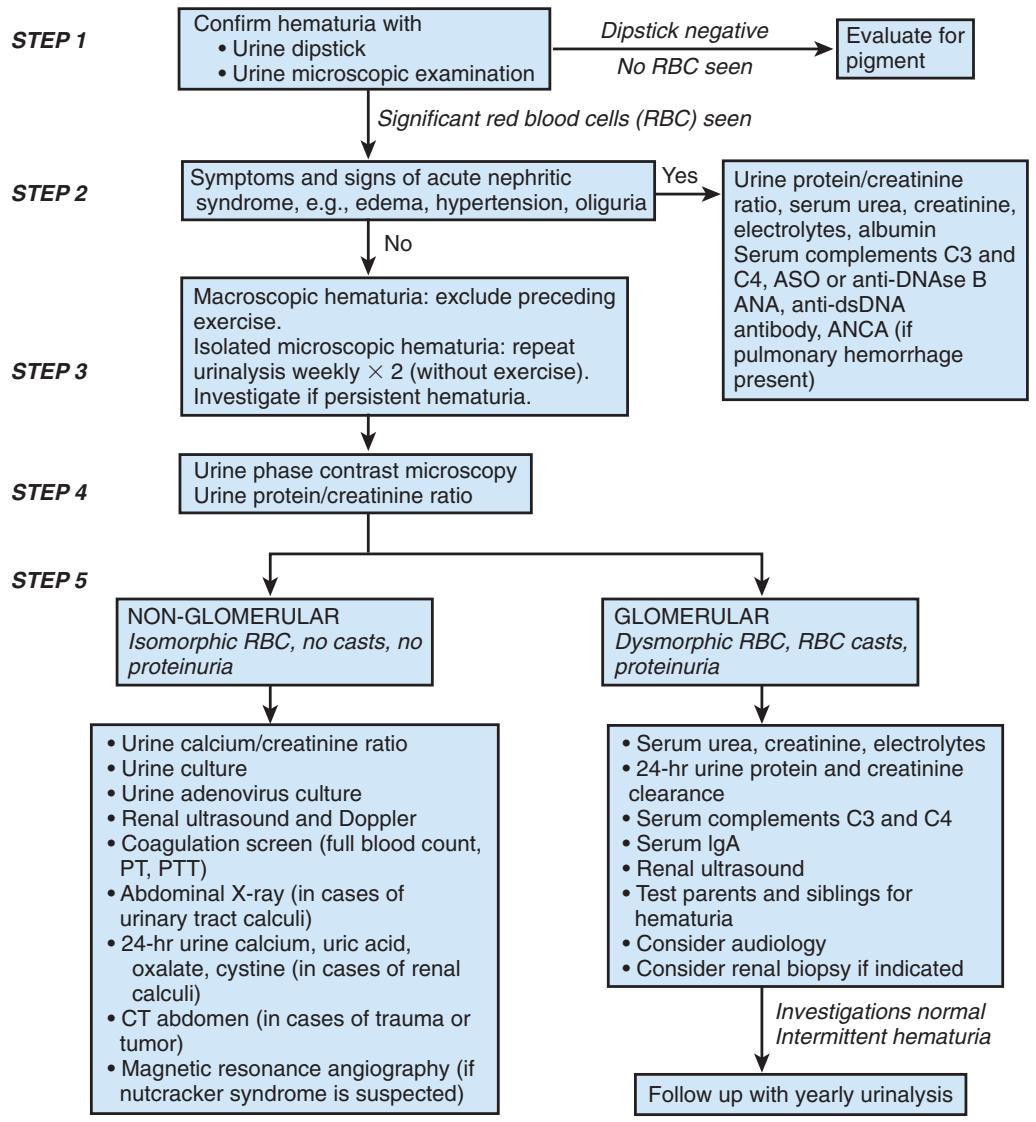 STEP 1
Confirm hematuria with
• Urine dipstick
• Urine microscopic examination
Dipstick negative
No RBC seen
Evaluate for
pigment
Significant red blood cells (RBC) seen
STEP 2
Symptoms and signs of acute nephritic
syndrome, e.g., edema, hypertension, oliguria
Yes
Urine protein/creatinine
ratio, serum urea, creatinine,
electrolytes, albumin
Serum complements C3 and
C4, ASO or anti-DNAse B
ANA, anti-dsDNA
antibody, ANCA (if
pulmonary hemorrhage
present)
No
STEP 3
Macroscopic hematuria: exclude preceding
exercise.
Isolated microscopic hematuria: repeat
urinalysis weekly × 2 (without exercise).
Investigate if persistent hematuria.
STEP 4
Urine phase contrast microscopy
Urine protein/creatinine ratio
STEP 5
NON-GLOMERULAR
Isomorphic RBC, no casts, no
proteinuria
• Urine calcium/creatinine ratio
• Urine culture
• Urine adenovirus culture
• Renal ultrasound and Doppler
• Coagulation screen (full blood count,
PT, PTT)
• Abdominal X-ray (in cases of
urinary tract calculi)
• 24-hr urine calcium, uric acid,
oxalate, cystine (in cases of renal
calculi)
• CT abdomen (in cases of trauma or
tumor)
• Magnetic resonance angiography (if
nutcracker syndrome is suspected)
GLOMERULAR
Dysmorphic RBC, RBC casts,
proteinuria
• Serum urea, creatinine, electrolytes
• 24-hr urine protein and creatinine
clearance
• Serum complements C3 and C4
• Serum IgA
• Renal ultrasound
• Test parents and siblings for
hematuria
• Consider audiology
• Consider renal biopsy if indicated
Investigations normal
Intermittent hematuria
Follow up with yearly urinalysis